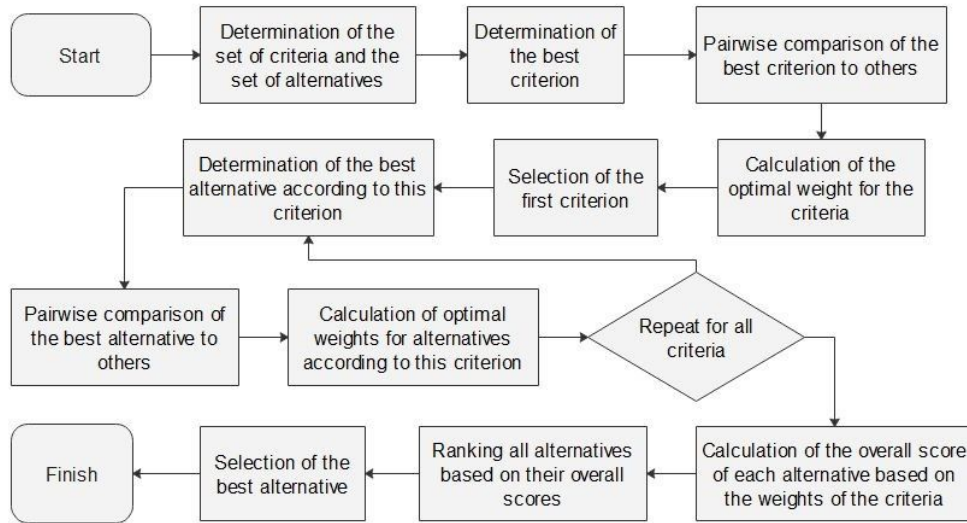 Start
Determination of the
set of criteria and the
set of alternatives
Determination of
the best
criterion
Pairwise comparison of the
best criterion to others
Calculation of the
optimal weight for the
criteria
Selection of the
first criterion
Determination of the best
alternative according to this
criterion
Pairwise comparison of
the best alternative to
others
Calculation of optimal
weights for alternatives
according to this criterion
Repeat for all
criteria
Calculation of the overall score
of each alternative based on
the weights of the criteria
Ranking all alternatives
based on their overall
scores
Selection of the
best alternative
Finish